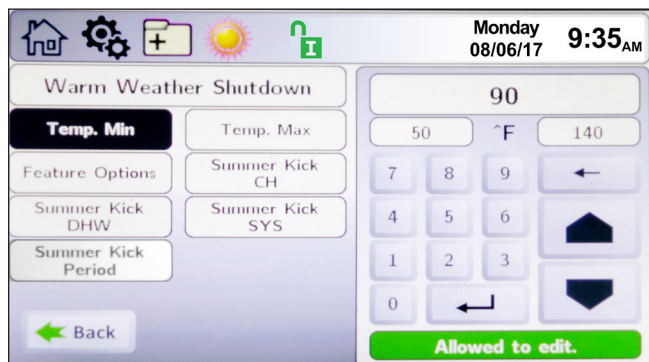 Monday
08/06/17
9:35AM
I
Warm Weather Shutdown
Temp. Min
Temp. Max
Feature Options
Summer Kick
CH
Summer Kick
DHW
Summer Kick
SYS
Summer Kick
Period
Back
90
50
°F
140
7 8 9
4 5 6
1 2 3
0
Allowed to edit.